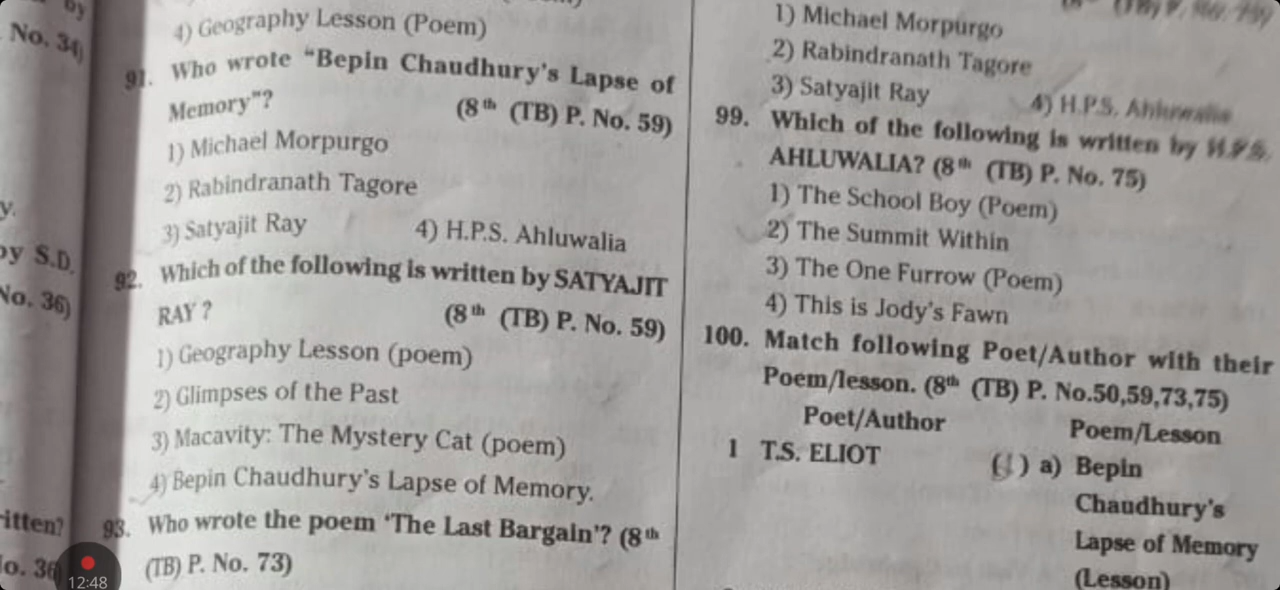 by
No. 34)
y.
by S.D.
No. 36)
itten?
o. 36
4) Geography Lesson (Poem)
91. Who wrote "Bepin Chaudhury's Lapse of
Memory"? (8th (TB) P. No. 59)
1) Michael Morpurgo
2) Rabindranath Tagore
3) Satyajit Ray 4) H.P.S. Ahluwalia
92. Which of the following is written by SATYAJIT
RAY ? (8th (TB) P. No. 59)
1) Geography Lesson (poem)
2) Glimpses of the Past
3) Macavity: The Mystery Cat (poem)
4) Bepin Chaudhury's Lapse of Memory.
93. Who wrote the poem 'The Last Bargain'? (8th
(TB) P. No. 73)
1) Michael Morpurgo
2) Rabindranath Tagore
3) Satyajit Ray 4) H.P.S. Ahluwalia
99. Which of the following is written by H.P.S.
AHLUWALIA? (8th (TB) P. No. 75)
1) The School Boy (Poem)
2) The Summit Within
3) The One Furrow (Poem)
4) This is Jody's Fawn
100. Match following Poet/Author with their
Poem/lesson. (8th (TB) P. No.50,59,73,75)
Poet/Author Poem/Lesson
1 T.S. ELIOT ( ) a) Bepin
Chaudhury's
Lapse of Memory
(Lesson)
12:48